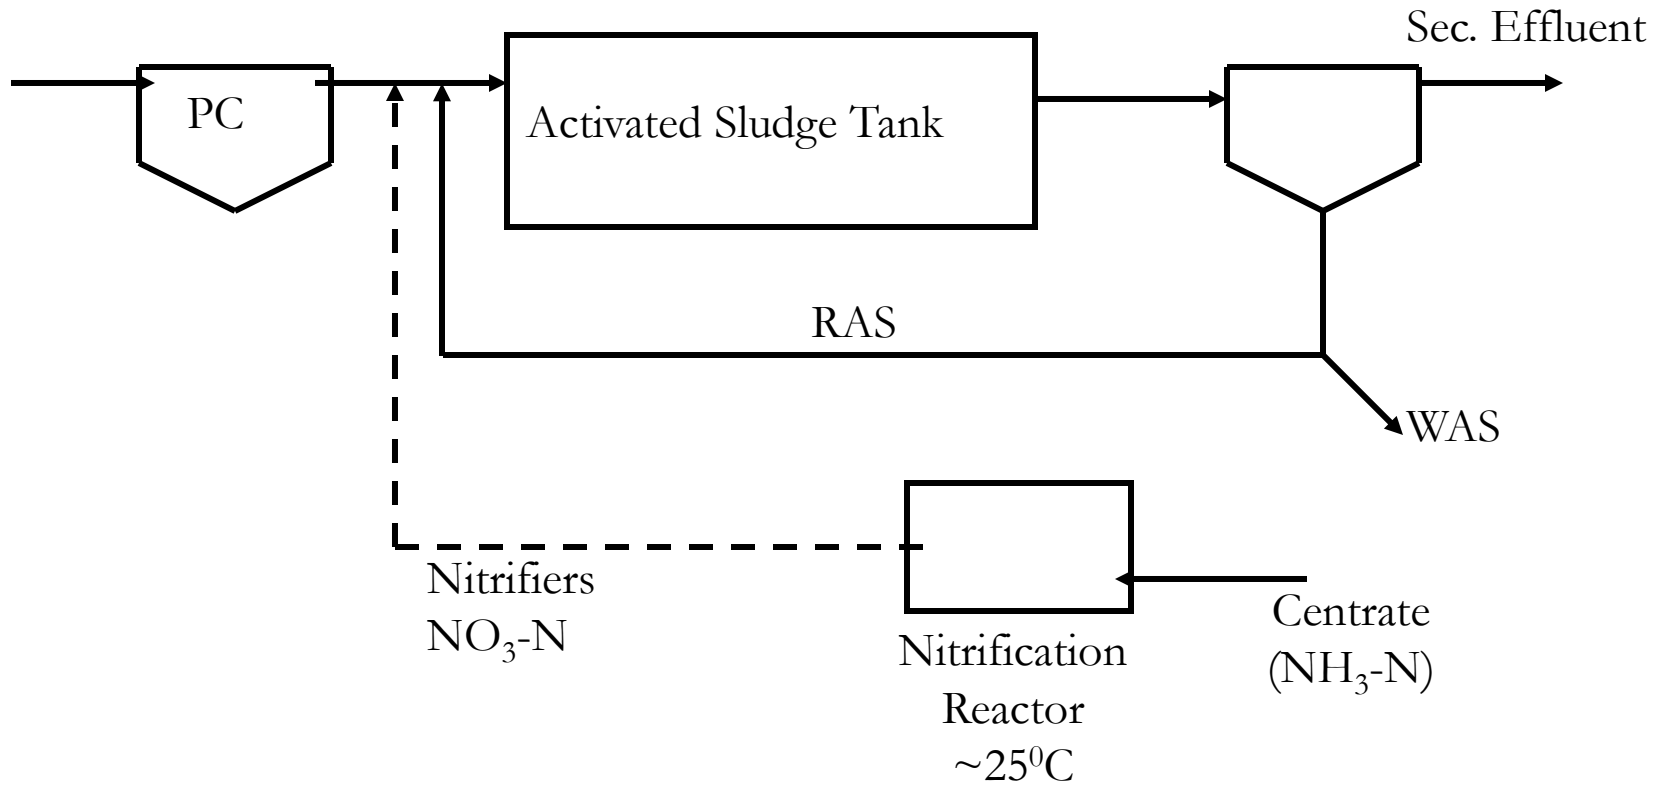 Sec. Effluent
PC
Activated Sludge Tank
RAS
WAS
Nitrifiers
NO₃-N
Centrate
(NH₃-N)
Nitrification
Reactor
~25⁰C